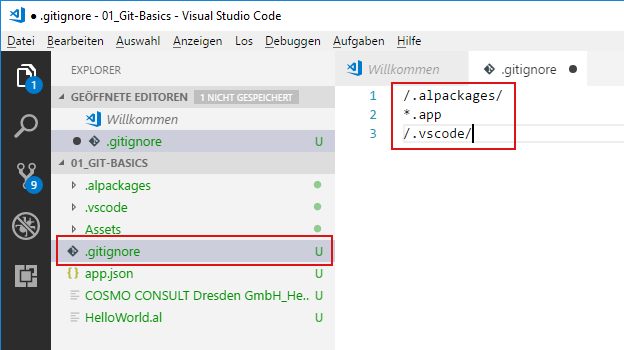 .gitignore - 01_Git-Basics - Visual Studio Code
Datei Bearbeiten Auswahl Anzeigen Los Debuggen Aufgaben Hilfe
EXPLORER
GEÖFFNETE EDITOREN 1 NICHT GESPEICHERT
Willkommen
.gitignore U
01_GIT-BASICS
.alpackages
.vscode
Assets
.gitignore U
{} app.json U
COSMO CONSULT Dresden GmbH_He... U
HelloWorld.al U
1
9
Willkommen .gitignore
1 /.alpackages/
2 *.app
3 /.vscode/